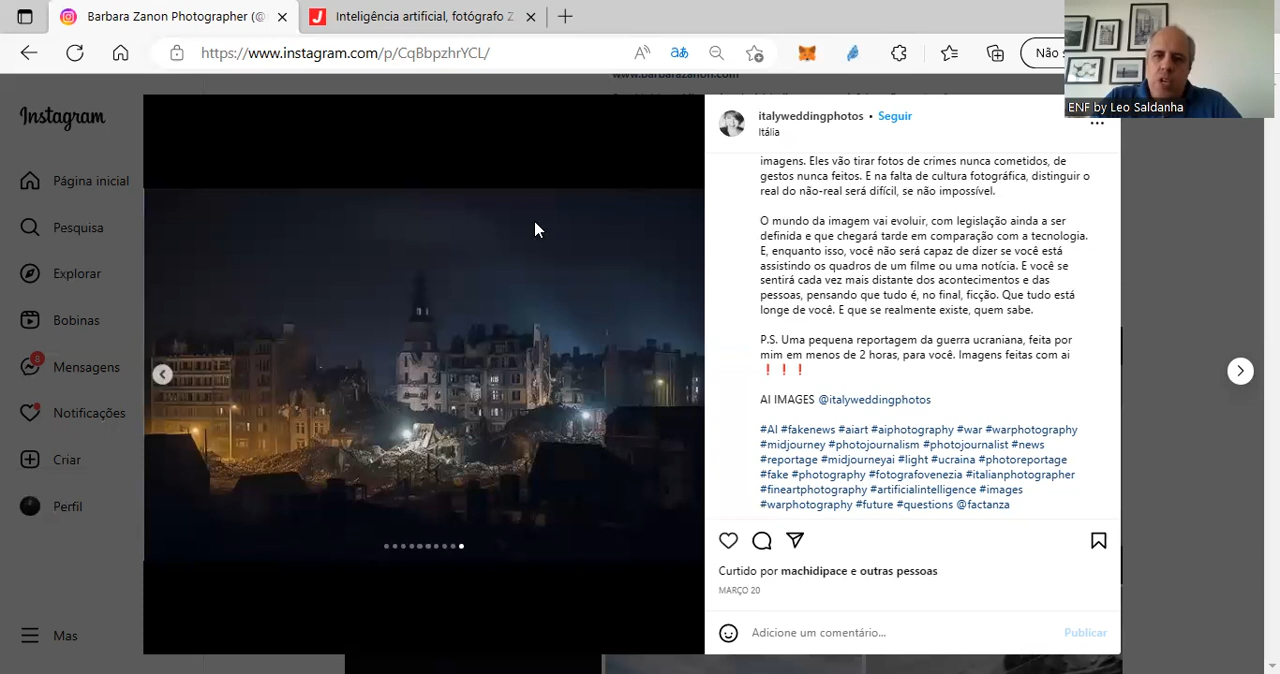 Barbara Zanon Photographer (@
Inteligência artificial, fotógrafo Z
https://www.instagram.com/p/CqBbpzhrYCL/
Não
ENF by Leo Saldanha
www.barbarazanon.com
Instagram
Página inicial
Pesquisa
Explorar
Bobinas
8
Mensagens
Notificações
Criar
Perfil
Mas
italyweddingphotos • Seguir
Itália
imagens. Eles vão tirar fotos de crimes nunca cometidos, de
gestos nunca feitos. E na falta de cultura fotográfica, distinguir o
real do não-real será difícil, se não impossível.
O mundo da imagem vai evoluir, com legislação ainda a ser
definida e que chegará tarde em comparação com a tecnologia.
E, enquanto isso, você não será capaz de dizer se você está
assistindo os quadros de um filme ou uma notícia. E você se
sentirá cada vez mais distante dos acontecimentos e das
pessoas, pensando que tudo é, no final, ficção. Que tudo está
longe de você. E que se realmente existe, quem sabe.
P.S. Uma pequena reportagem da guerra ucraniana, feita por
mim em menos de 2 horas, para você. Imagens feitas com ai
❗❗❗
AI IMAGES @italyweddingphotos
#AI #fakenews #aiart #aiphotography #war #warphotography
#midjourney #photojournalism #photojournalist #news
#reportage #midjourneyai #light #ucraina #photoreportage
#fake #photography #fotografovenezia #italianphotographer
#fineartphotography #artificialintelligence #images
#warphotography #future #questions @factanza
Curtido por machidipace e outras pessoas
MARÇO 20
Adicione um comentário...
Publicar